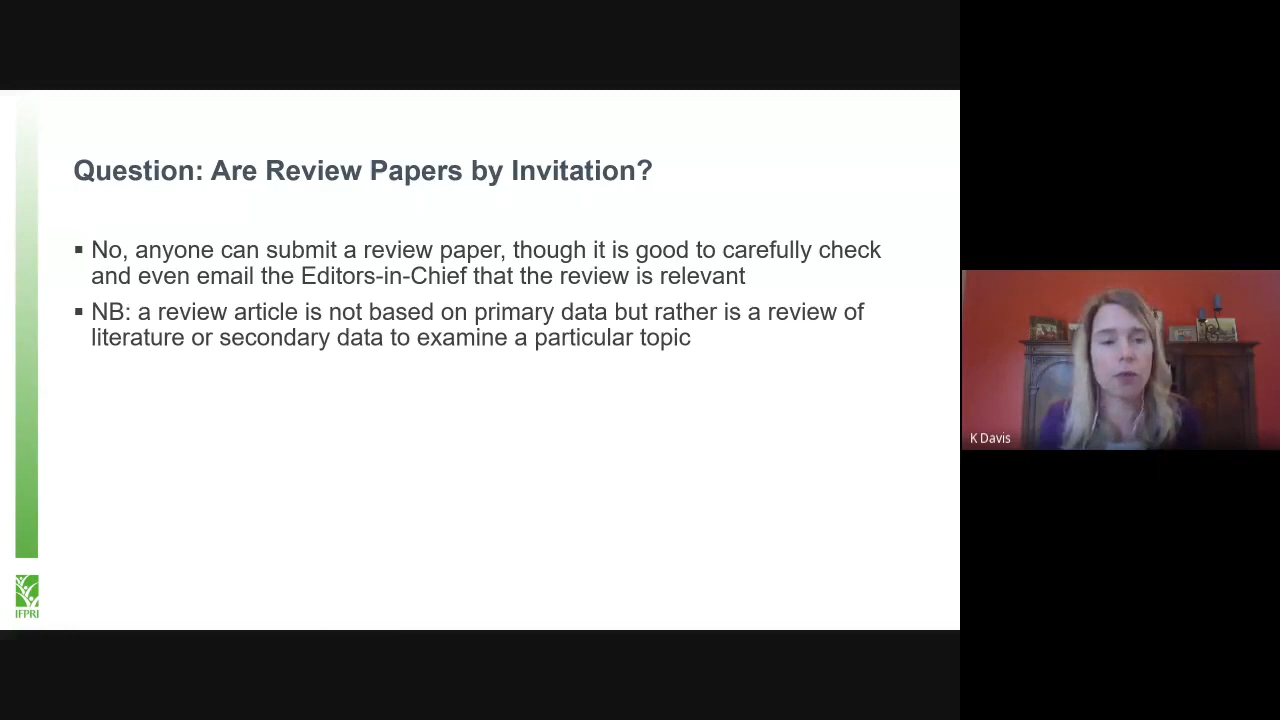 Question: Are Review Papers by Invitation?
▪ No, anyone can submit a review paper, though it is good to carefully check
and even email the Editors-in-Chief that the review is relevant
▪ NB: a review article is not based on primary data but rather is a review of
literature or secondary data to examine a particular topic
K Davis
IFPRI